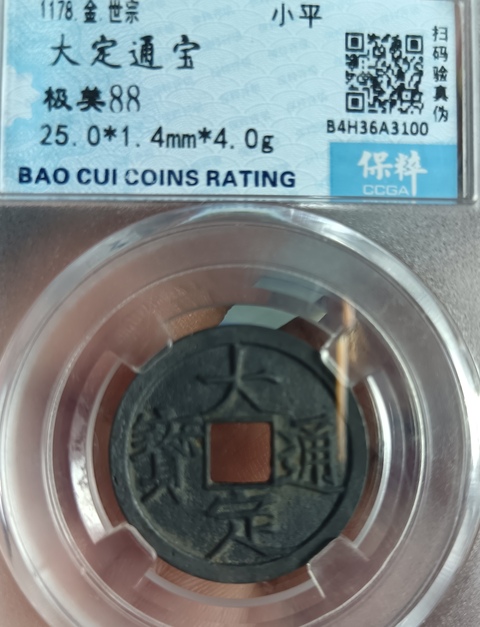 1178.金.世宗 小平
大定通宝
极美88
25.0*1.4mm*4.0g
BAO CUI COINS RATING
扫码验真伪
B4H36A3100
保粹
CCGA
大定通寳